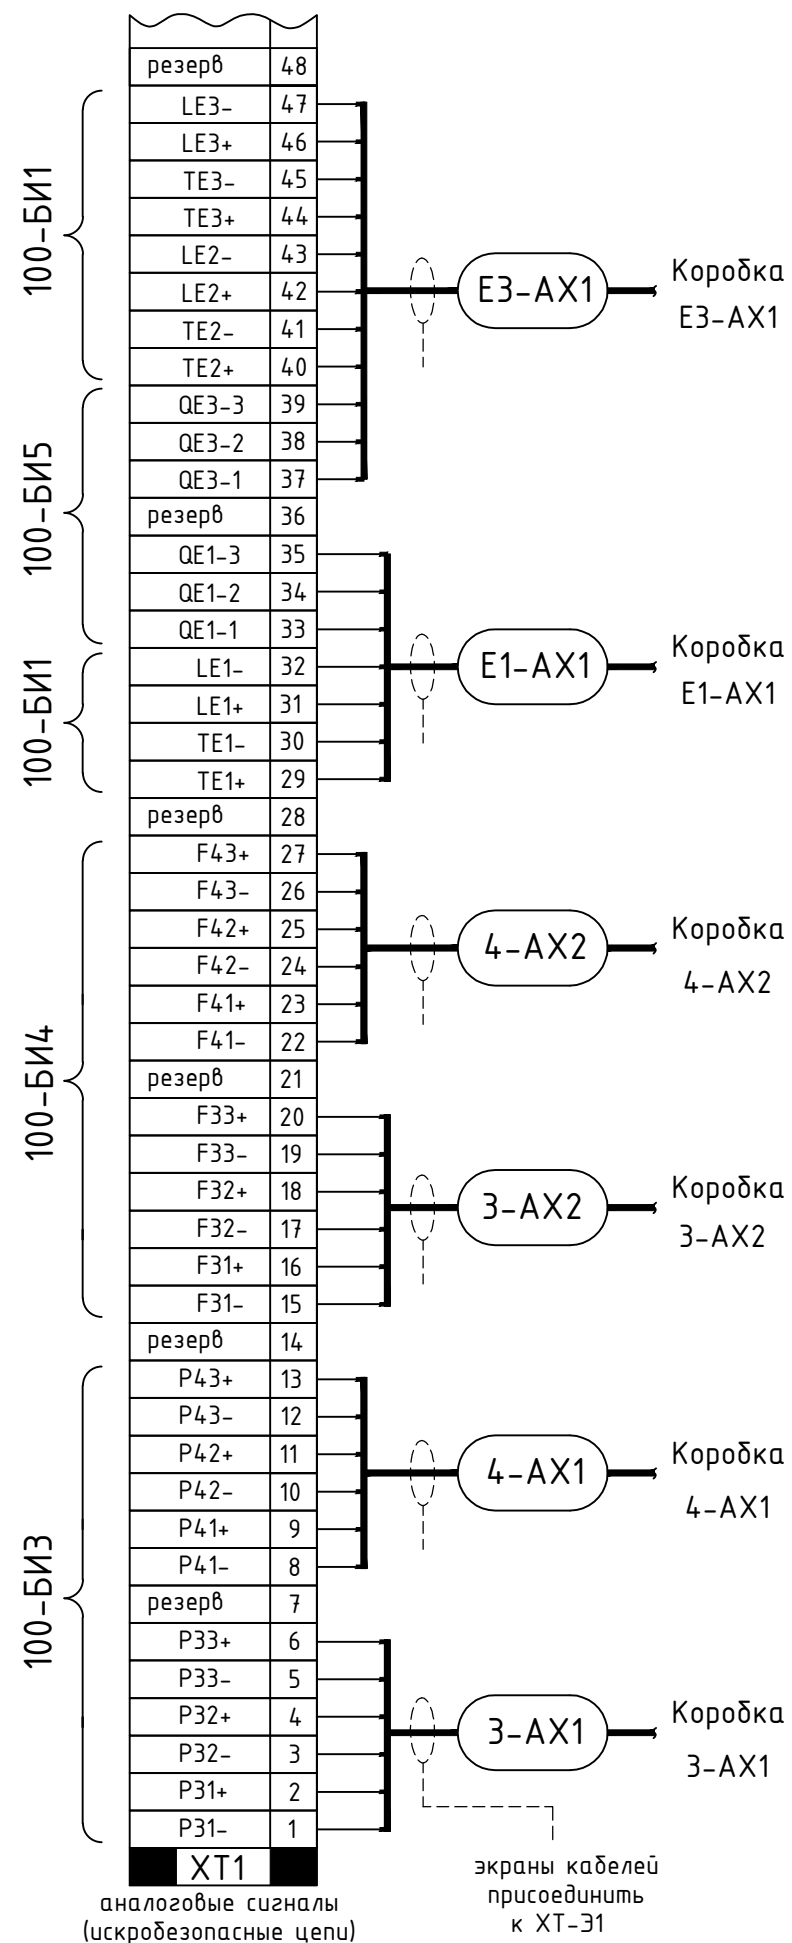 резерв 48
LE3- 47
LE3+ 46
TE3- 45
TE3+ 44
LE2- 43
LE2+ 42
TE2- 41
TE2+ 40
100-БИ1
QE3-3 39
QE3-2 38
QE3-1 37
E3-AX1
Коробка
E3-AX1
резерв 36
QE1-3 35
QE1-2 34
QE1-1 33
100-БИ5
LE1- 32
LE1+ 31
TE1- 30
TE1+ 29
100-БИ1
E1-AX1
Коробка
E1-AX1
резерв 28
F43+ 27
F43- 26
F42+ 25
F42- 24
F41+ 23
F41- 22
4-AX2
Коробка
4-AX2
резерв 21
100-БИ4
F33+ 20
F33- 19
F32+ 18
F32- 17
F31+ 16
F31- 15
3-AX2
Коробка
3-AX2
резерв 14
P43+ 13
P43- 12
P42+ 11
P42- 10
P41+ 9
P41- 8
4-AX1
Коробка
4-AX1
резерв 7
100-БИ3
P33+ 6
P33- 5
P32+ 4
P32- 3
P31+ 2
P31- 1
3-AX1
Коробка
3-AX1
XT1
аналоговые сигналы
(искробезопасные цепи)
экраны кабелей
присоединить
к XT-Э1